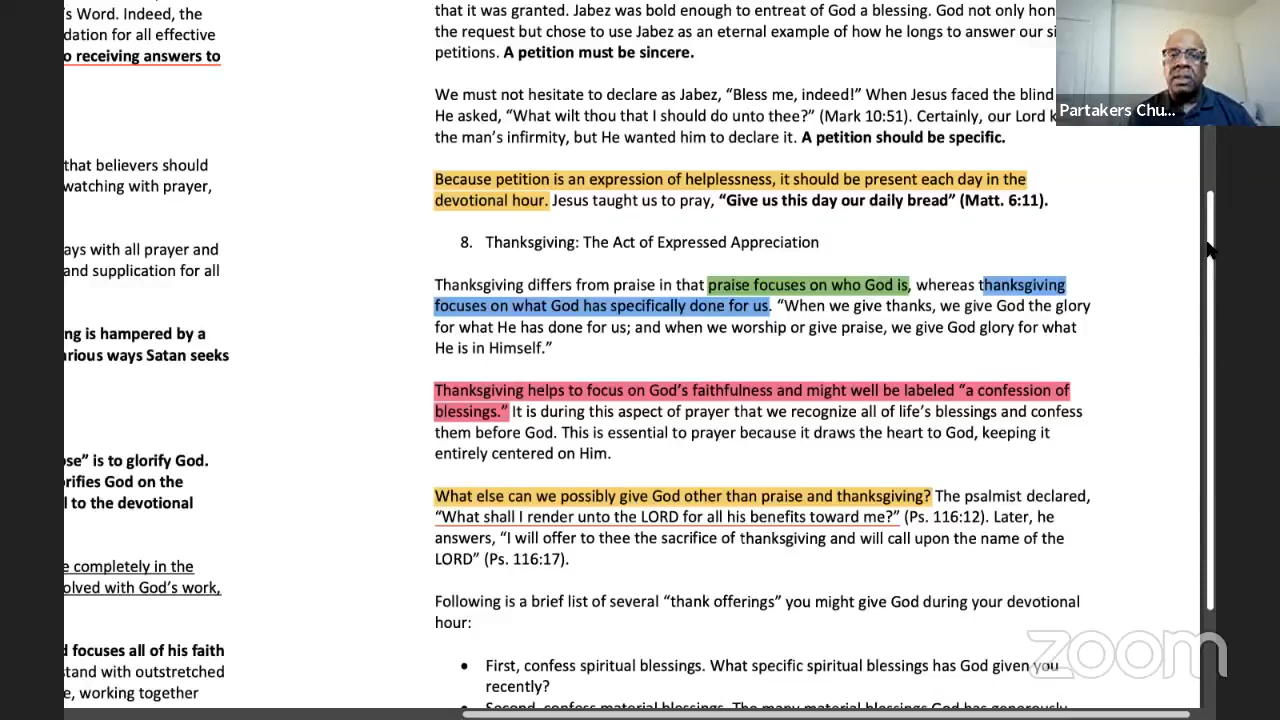 's Word. Indeed, the
dation for all effective
o receiving answers to
that believers should
watching with prayer,
ays with all prayer and
and supplication for all
ng is hampered by a
arious ways Satan seeks
ose" is to glorify God.
orifies God on the
l to the devotional
e completely in the
olved with God's work,
d focuses all of his faith
stand with outstretched
e, working together
that it was granted. Jabez was bold enough to entreat of God a blessing. God not only hon
the request but chose to use Jabez as an eternal example of how he longs to answer our si
petitions. A petition must be sincere.
We must not hesitate to declare as Jabez, “Bless me, indeed!” When Jesus faced the blind
He asked, “What wilt thou that I should do unto thee?” (Mark 10:51). Certainly, our Lord k
the man’s infirmity, but He wanted him to declare it. A petition should be specific.
Because petition is an expression of helplessness, it should be present each day in the
devotional hour. Jesus taught us to pray, “Give us this day our daily bread” (Matt. 6:11).
8. Thanksgiving: The Act of Expressed Appreciation
Thanksgiving differs from praise in that praise focuses on who God is, whereas thanksgiving
focuses on what God has specifically done for us. “When we give thanks, we give God the glory
for what He has done for us; and when we worship or give praise, we give God glory for what
He is in Himself.”
Thanksgiving helps to focus on God’s faithfulness and might well be labeled “a confession of
blessings.” It is during this aspect of prayer that we recognize all of life’s blessings and confess
them before God. This is essential to prayer because it draws the heart to God, keeping it
entirely centered on Him.
What else can we possibly give God other than praise and thanksgiving? The psalmist declared,
“What shall I render unto the LORD for all his benefits toward me?” (Ps. 116:12). Later, he
answers, “I will offer to thee the sacrifice of thanksgiving and will call upon the name of the
LORD” (Ps. 116:17).
Following is a brief list of several “thank offerings” you might give God during your devotional
hour:
• First, confess spiritual blessings. What specific spiritual blessings has God given you
recently?
• Second, confess material blessings. The many material blessings God has generously
Partakers Chu...
zoom